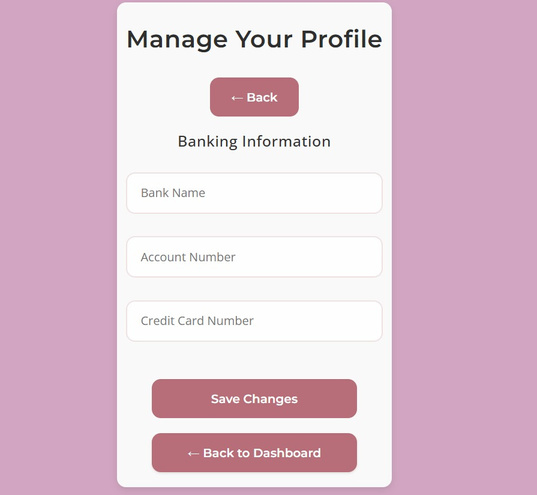 Manage Your Profile
← Back
Banking Information
Bank Name
Account Number
Credit Card Number
Save Changes
← Back to Dashboard